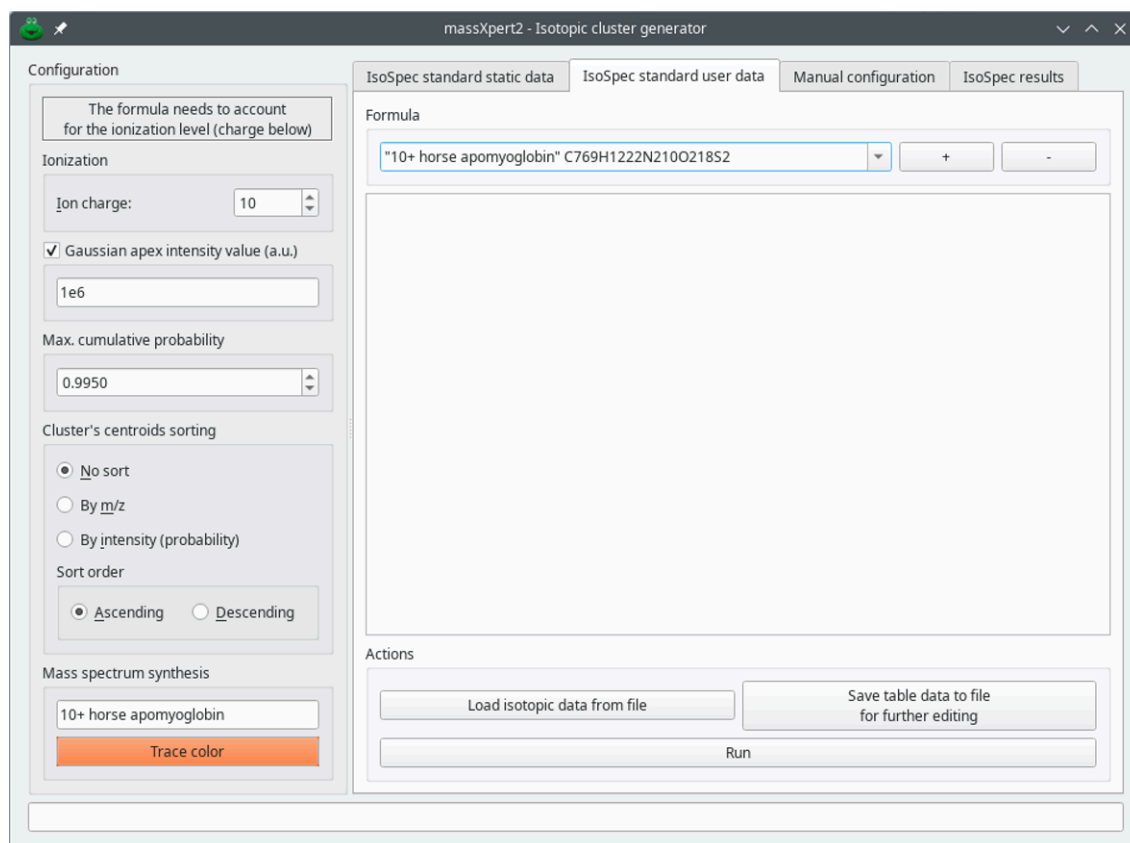 massXpert2 - Isotopic cluster generator
Configuration
The formula needs to account
for the ionization level (charge below)
Ionization
Ion charge:
10
Gaussian apex intensity value (a.u.)
1e6
Max. cumulative probability
0.9950
Cluster's centroids sorting
No sort
By m/z
By intensity (probability)
Sort order
Ascending
Descending
Mass spectrum synthesis
10+ horse apomyoglobin
Trace color
IsoSpec standard static data
IsoSpec standard user data
Manual configuration
IsoSpec results
Formula
"10+ horse apomyoglobin" C769H1222N210O218S2
+
-
Actions
Load isotopic data from file
Save table data to file
for further editing
Run